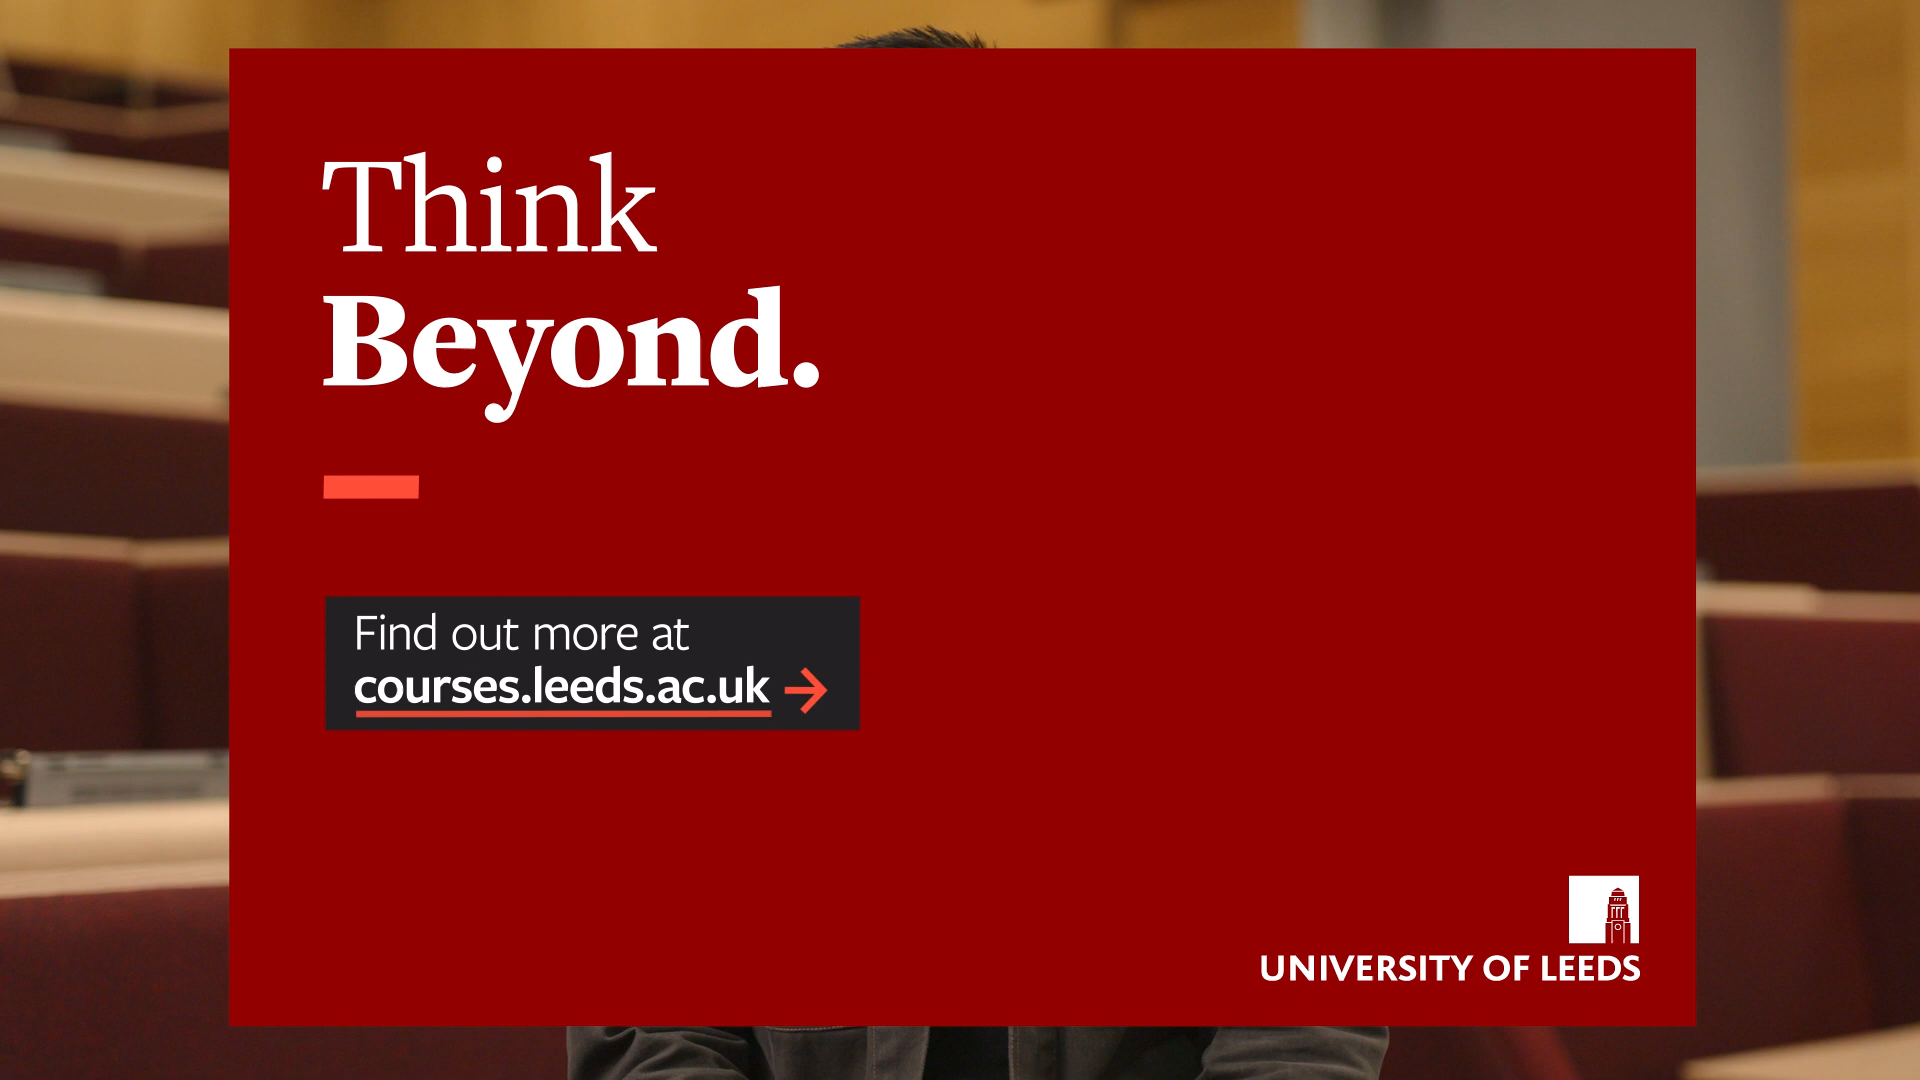 Think
Beyond.
Find out more at
courses.leeds.ac.uk
UNIVERSITY OF LEEDS